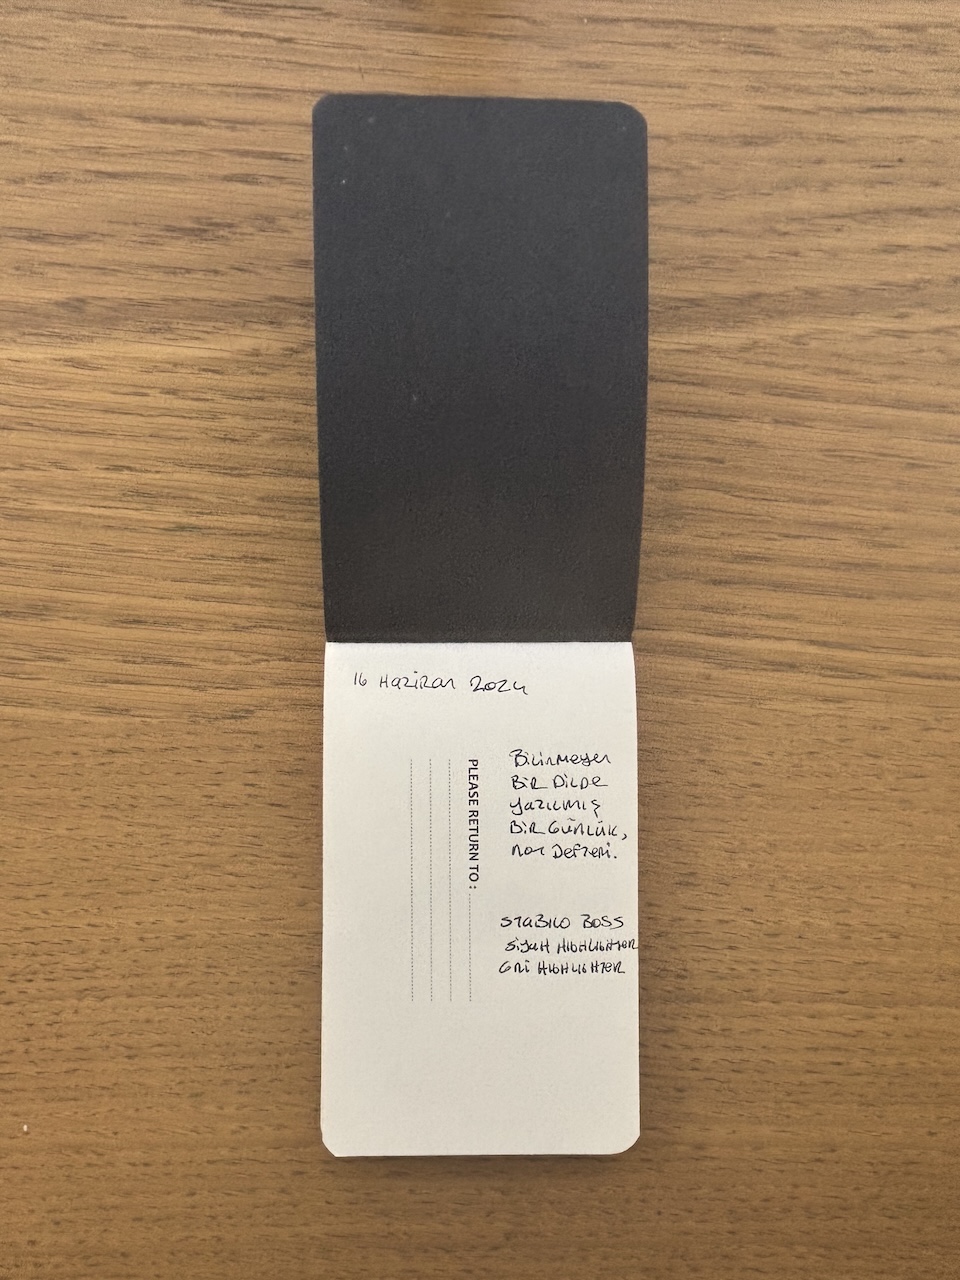 16 Haziran 2024
Bilinmeyen
Bir Dilde
yazılmış
Bir Günlük,
not Defteri.
PLEASE RETURN TO :
STABILO BOSS
Siyah HIGHLIGHTER
Gri HIGHLIGHTER